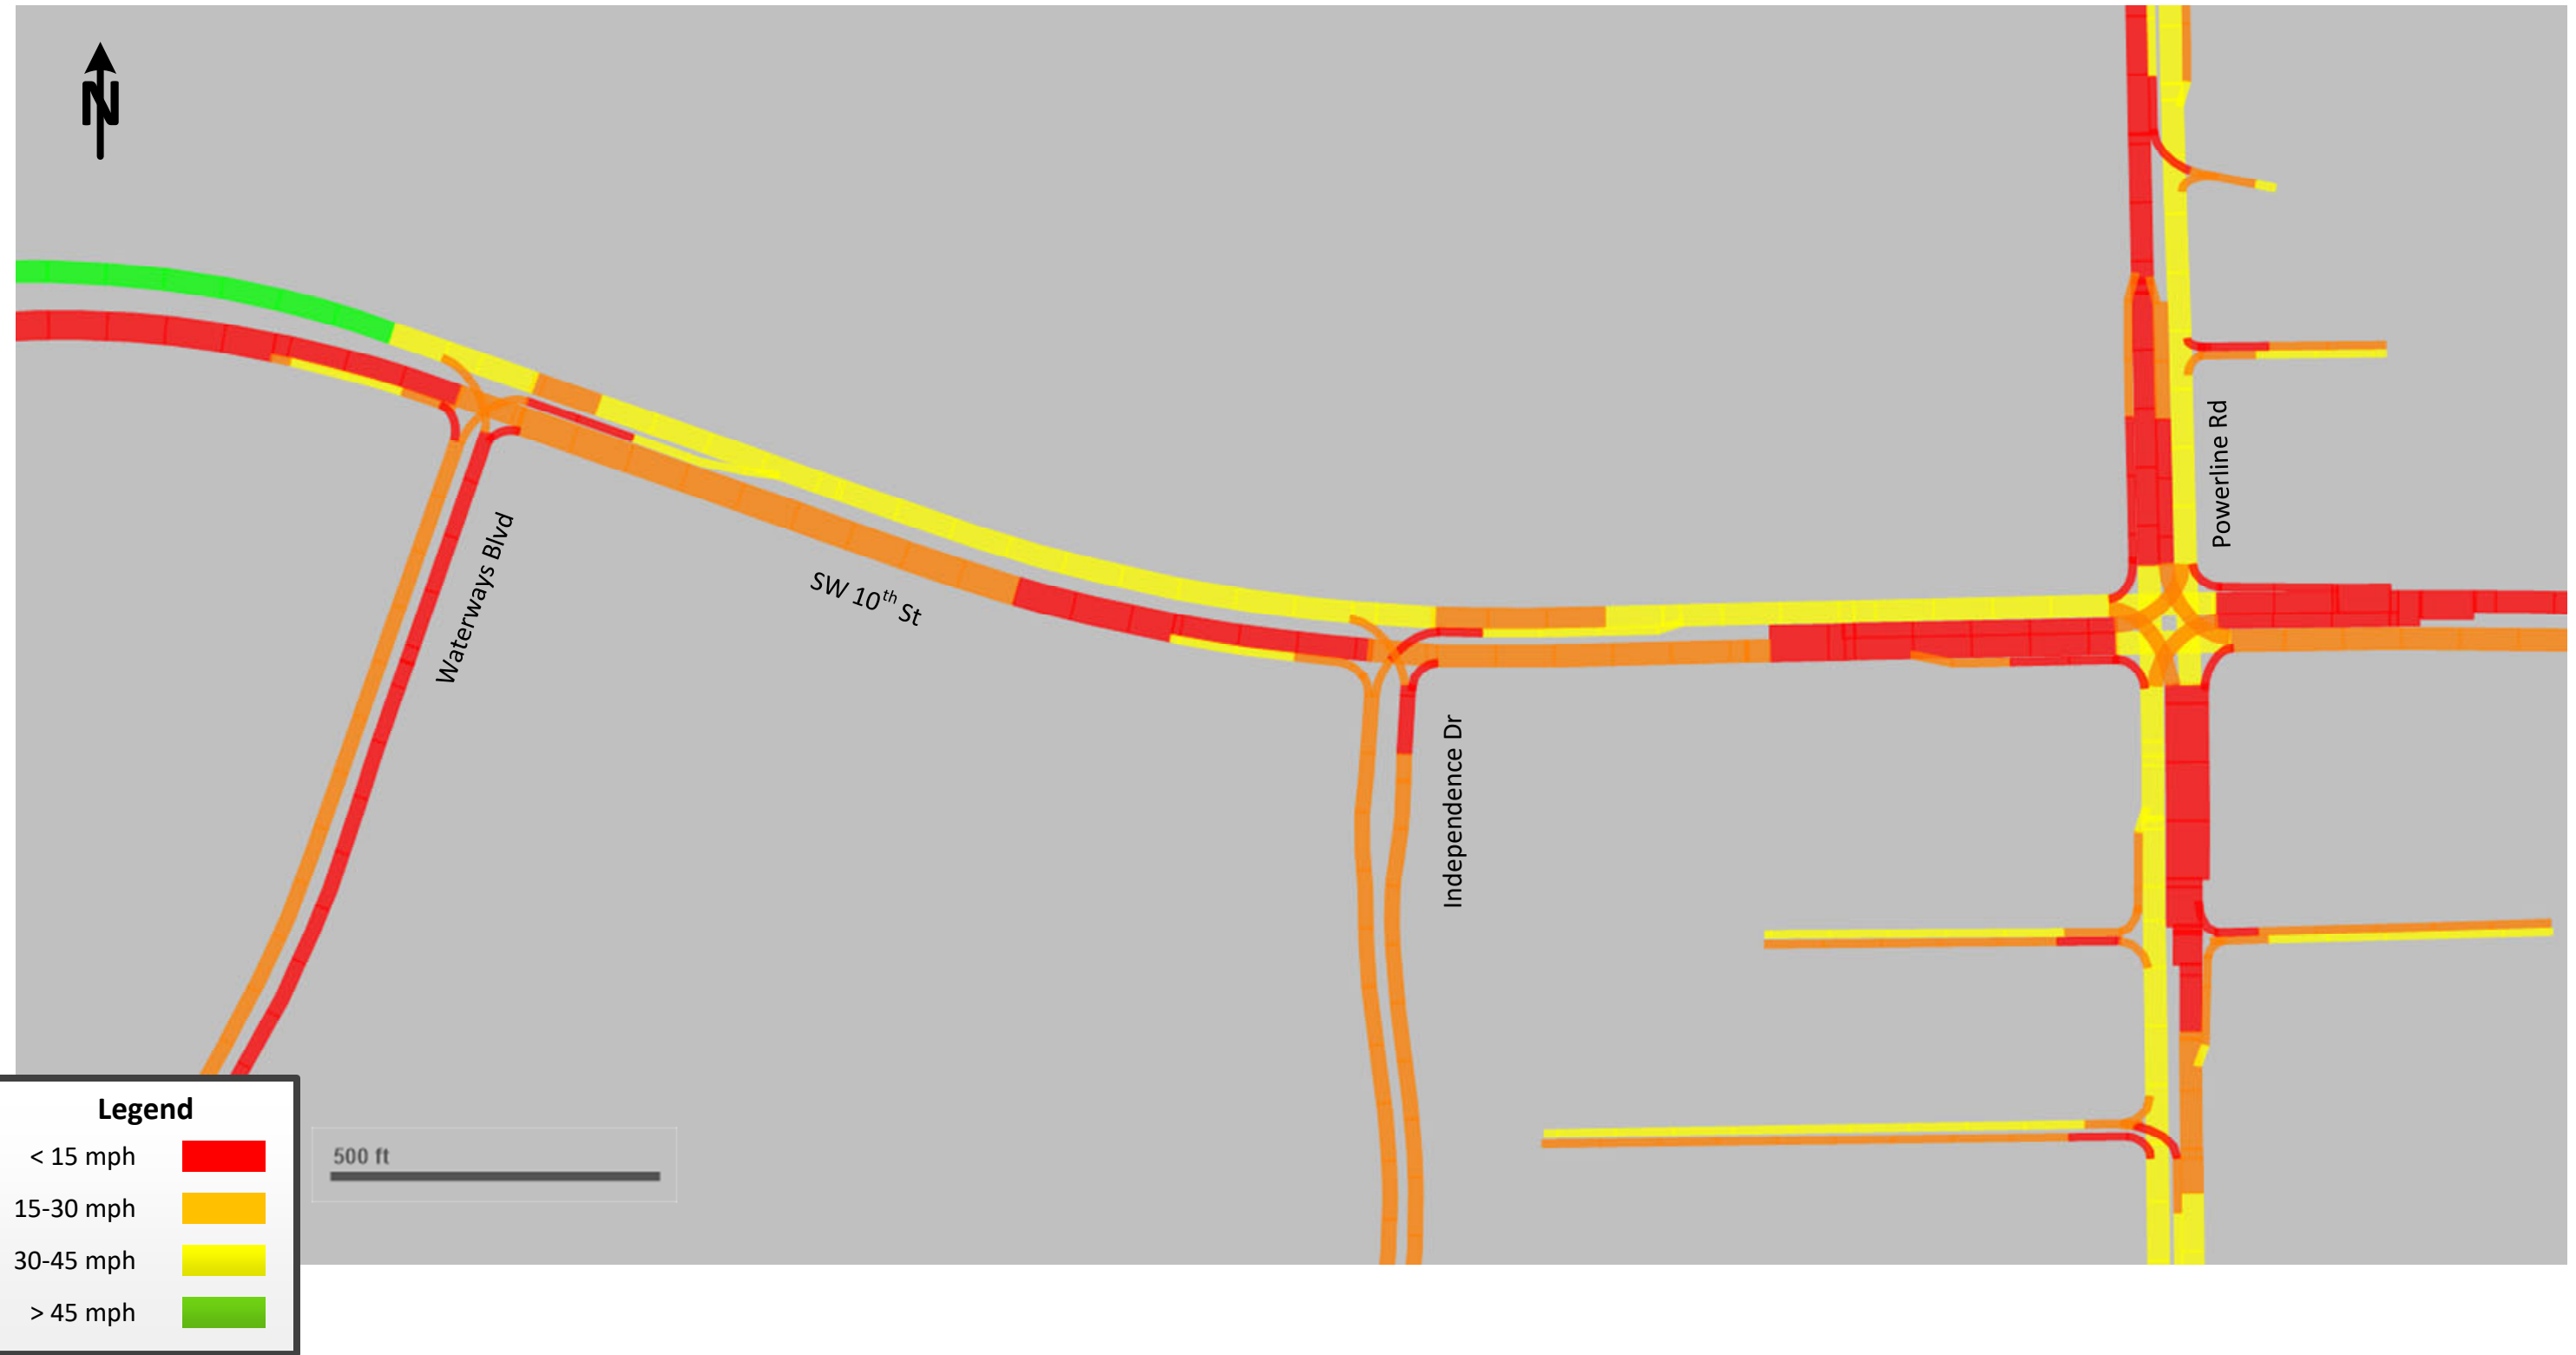 N
Powerline Rd
Waterways Blvd
SW 10th St
Independence Dr
Legend
< 15 mph
15-30 mph
30-45 mph
> 45 mph
500 ft